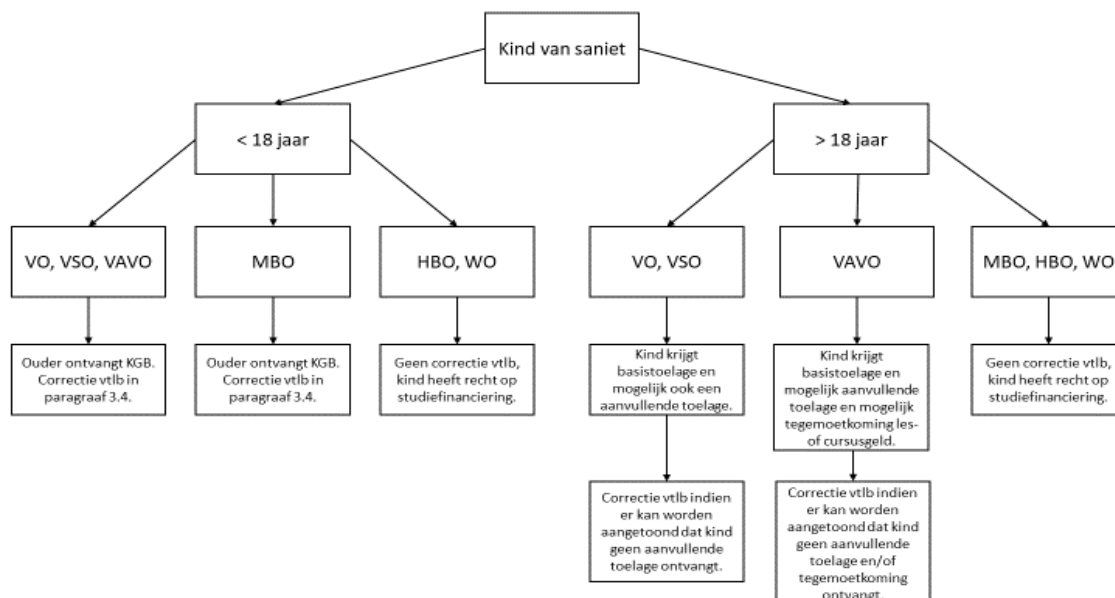 Kind van saniet
< 18 jaar
> 18 jaar
VO, VSO, VAVO
MBO
HBO, WO
VO, VSO
VAVO
MBO, HBO, WO
Ouder ontvangt KGB.
Correctie vtlb in
paragraaf 3.4.
Ouder ontvangt KGB.
Correctie vtlb in
paragraaf 3.4.
Geen correctie vtlb,
kind heeft recht op
studiefinanciering.
Kind krijgt
basistoelage en
mogelijk ook een
aanvullende toelage.
Kind krijgt
basistoelage en
mogelijk aanvullende
toelage en mogelijk
tegemoetkoming les-
of cursusgeld.
Geen correctie vtlb,
kind heeft recht op
studiefinanciering.
Correctie vtlb indien
er kan worden
aangetoond dat kind
geen aanvullende
toelage ontvangt.
Correctie vtlb indien
er kan worden
aangetoond dat kind
geen aanvullende
toelage en/of
tegemoetkoming
ontvangt.